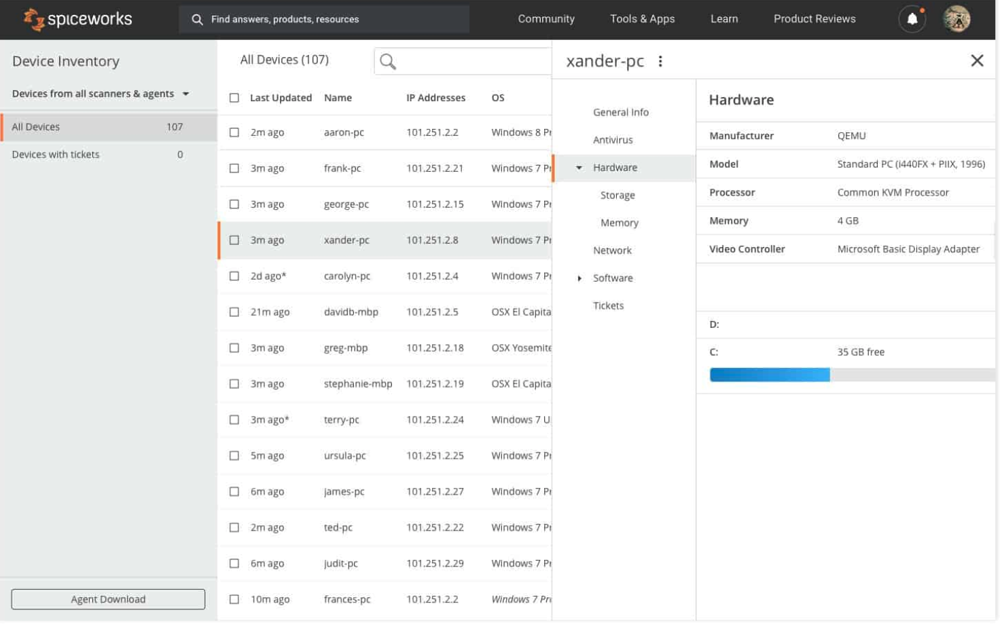 spiceworks
Find answers, products, resources
Community
Tools & Apps
Learn
Product Reviews
Device Inventory
Devices from all scanners & agents
All Devices 107
Devices with tickets 0
Agent Download
All Devices (107)
Last Updated Name IP Addresses OS
2m ago aaron-pc 101.251.2.2 Windows 8 Pr
3m ago frank-pc 101.251.2.21 Windows 7 Pr
3m ago george-pc 101.251.2.15 Windows 7 Pr
3m ago xander-pc 101.251.2.8 Windows 7 Pr
2d ago* carolyn-pc 101.251.2.4 Windows 7 Pr
21m ago davidb-mbp 101.251.2.5 OSX El Capita
3m ago greg-mbp 101.251.2.18 OSX Yosemite
3m ago stephanie-mbp 101.251.2.19 OSX El Capita
3m ago* terry-pc 101.251.2.24 Windows 7 U
5m ago ursula-pc 101.251.2.25 Windows 7 Pr
6m ago james-pc 101.251.2.27 Windows 7 Pr
2m ago ted-pc 101.251.2.22 Windows 7 Pr
6m ago judit-pc 101.251.2.29 Windows 7 Pr
10m ago frances-pc 101.251.2.2 Windows 7 Pro
xander-pc
General Info
Antivirus
Hardware
Storage
Memory
Network
Software
Tickets
Hardware
Manufacturer QEMU
Model Standard PC (i440FX + PIIX, 1996)
Processor Common KVM Processor
Memory 4 GB
Video Controller Microsoft Basic Display Adapter
D:
C: 35 GB free